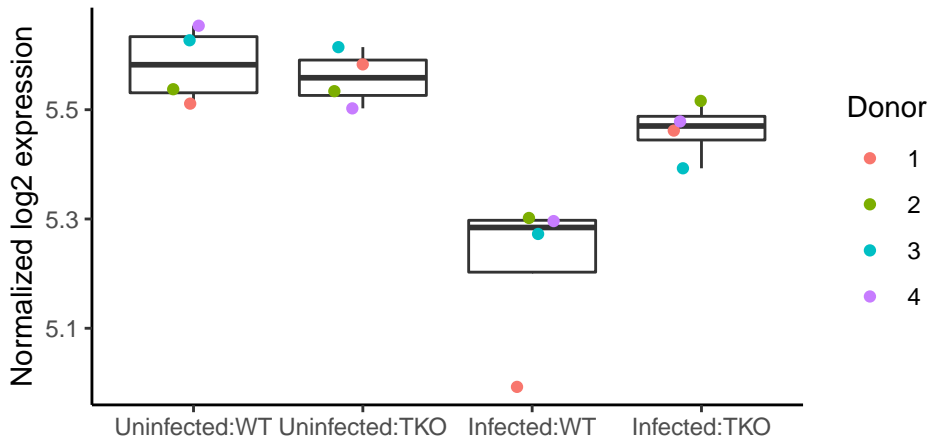 Normalized log2 expression
5.5
5.3
5.1
Uninfected:WT Uninfected:TKO Infected:WT Infected:TKO
Donor
1
2
3
4